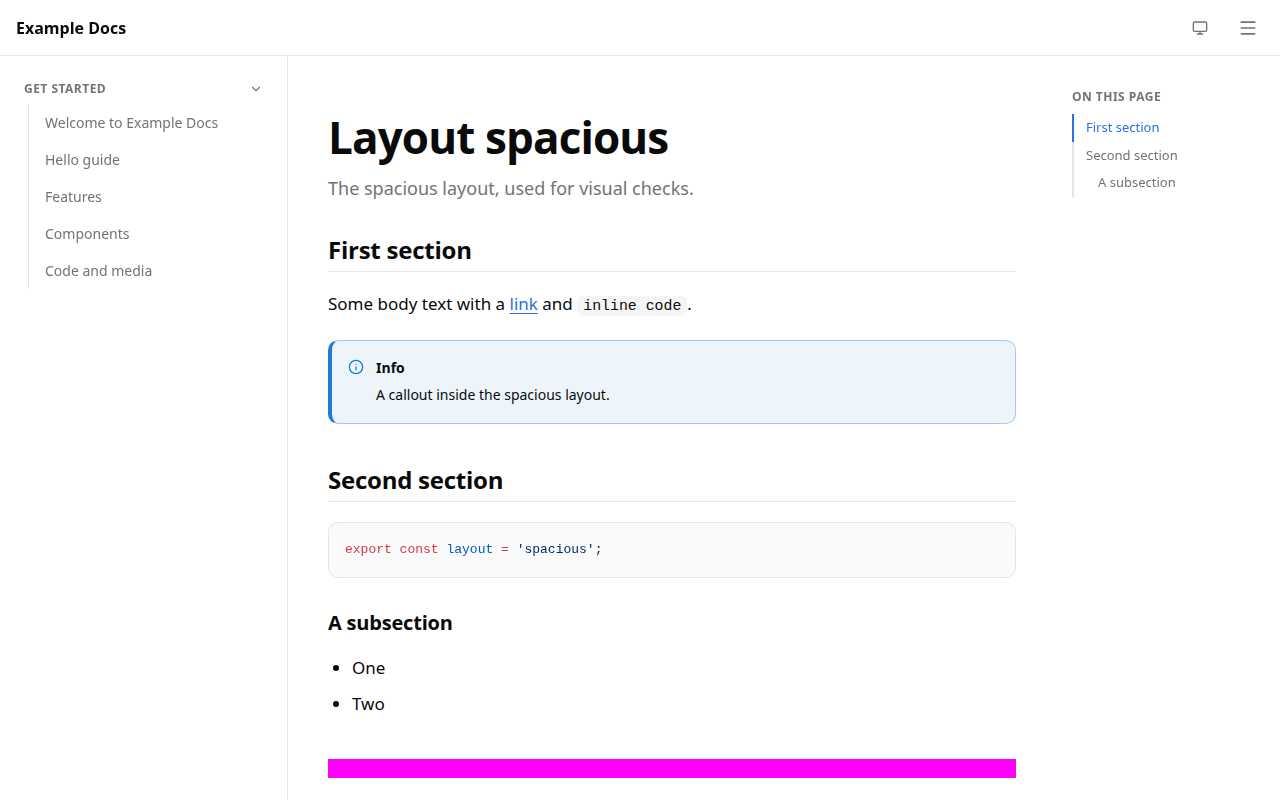 Example Docs
GET STARTED
Welcome to Example Docs
Hello guide
Features
Components
Code and media
Layout spacious
The spacious layout, used for visual checks.
First section
Some body text with a link and inline code.
Info
A callout inside the spacious layout.
Second section
export const layout = 'spacious';
A subsection
One
Two
ON THIS PAGE
First section
Second section
A subsection